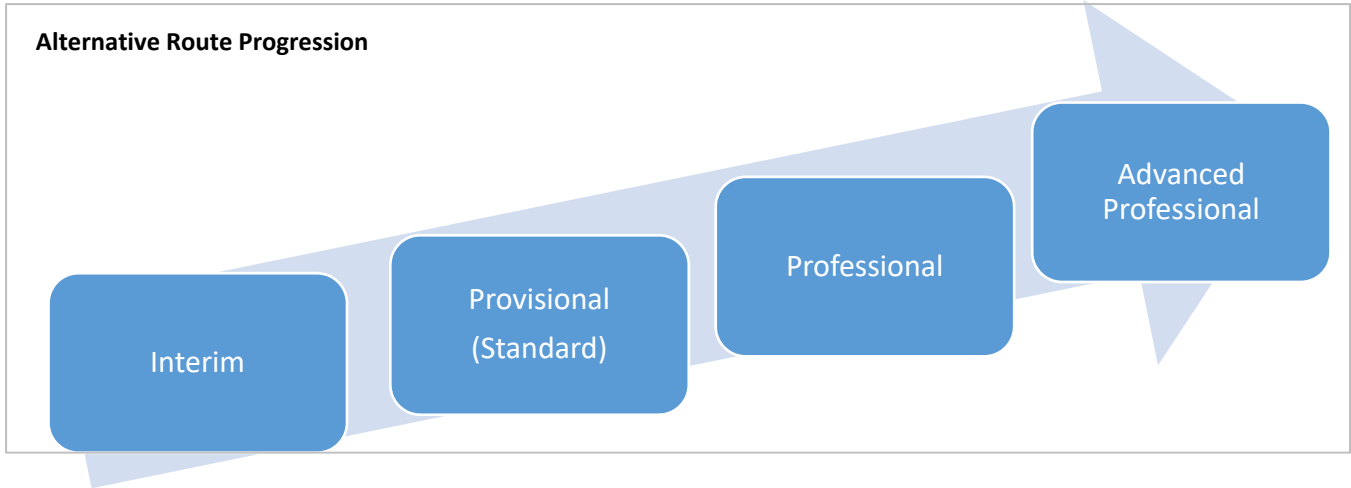 Alternative Route Progression
Interim
Provisional
(Standard)
Professional
Advanced
Professional